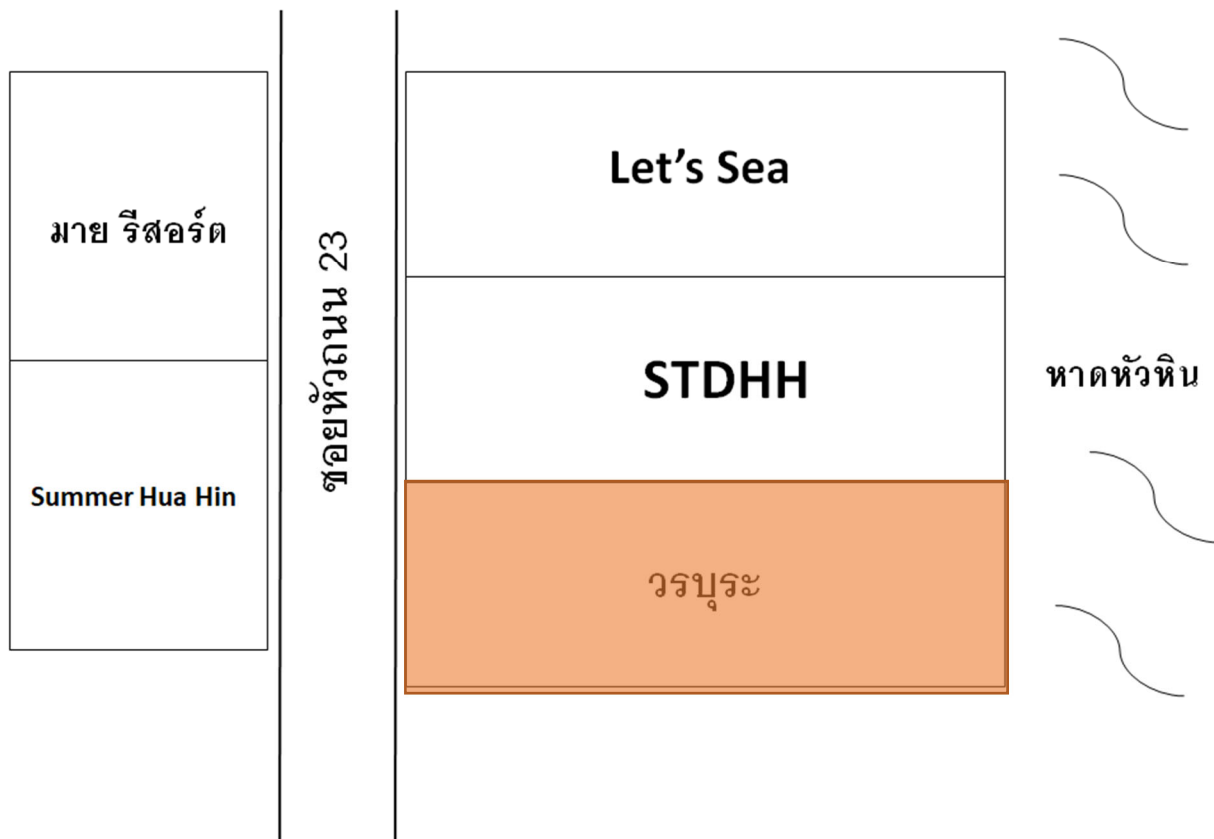 Let's Sea
มาย รีสอร์ต
ซอยหัวถนน 23
STDHH
หาดหัวหิน
Summer Hua Hin
วรบุระ